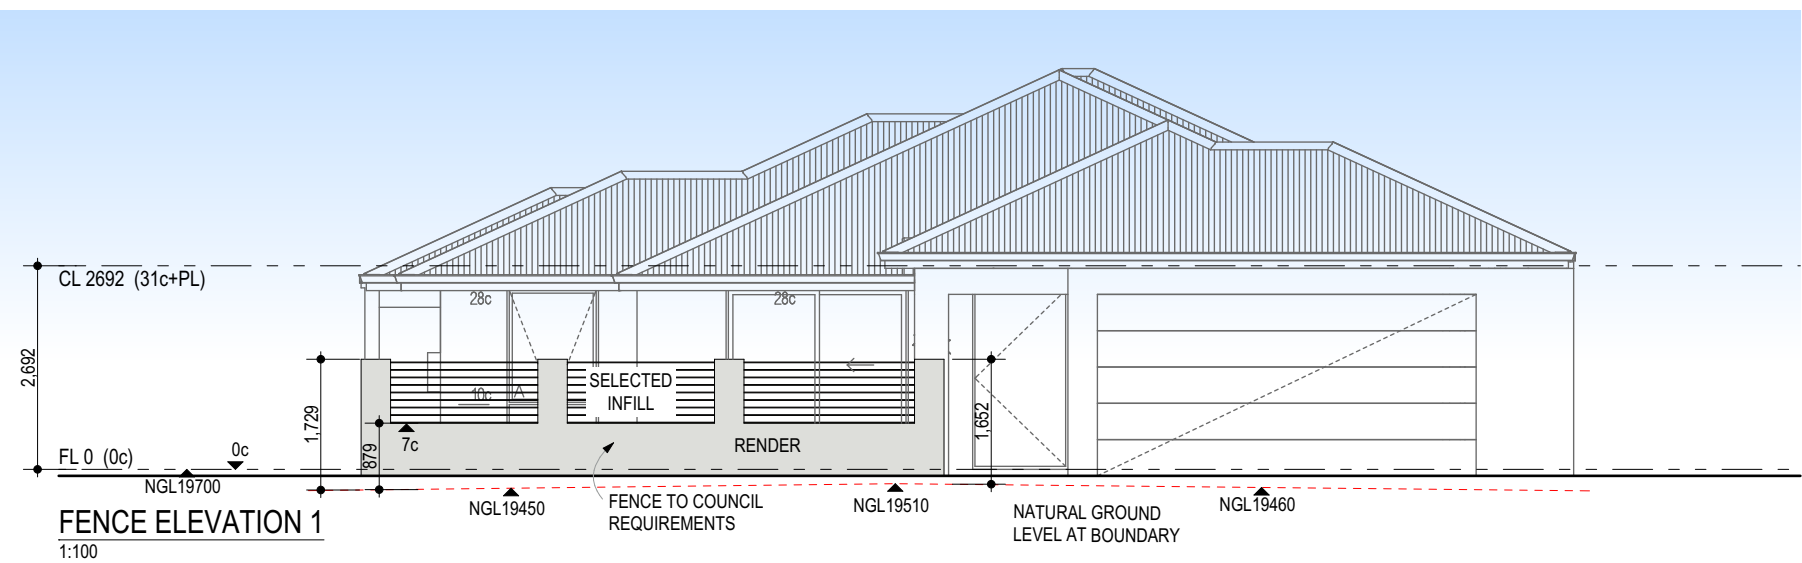 CL 2692 (31c+PL)
2,692
28c
28c
SELECTED
INFILL
10c
A
1,729
879
1,652
7c
RENDER
FL 0 (0c)
0c
NGL19700
NGL19450
FENCE TO COUNCIL
REQUIREMENTS
NGL19510
NATURAL GROUND
LEVEL AT BOUNDARY
NGL19460
FENCE ELEVATION 1
1:100